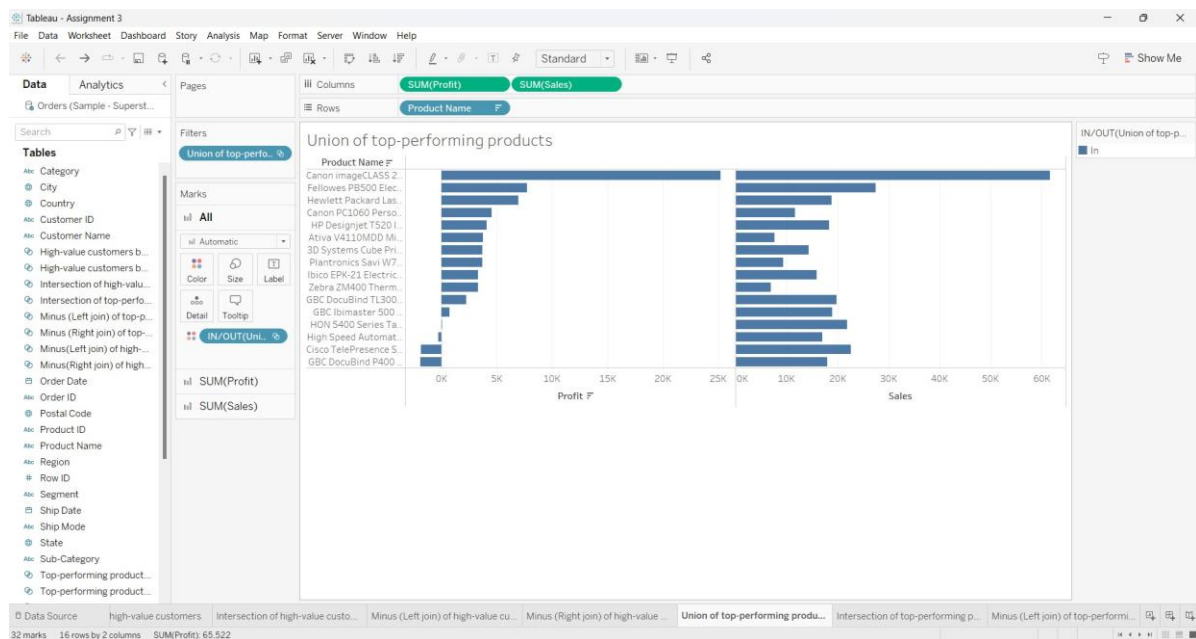 Tableau - Assignment 3
File Data Worksheet Dashboard Story Analysis Map Format Server Window Help
Standard
Show Me
Data Analytics
Orders (Sample - Superst...
Search
Tables
Category
City
Country
Customer ID
Customer Name
High-value customers b...
High-value customers b...
Intersection of high-valu...
Intersection of top-perfo...
Minus (Left join) of top-p...
Minus (Right join) of top-...
Minus(Left join) of high-...
Minus(Right join) of high...
Order Date
Order ID
Postal Code
Product ID
Product Name
Region
Row ID
Segment
Ship Date
Ship Mode
State
Sub-Category
Top-performing product...
Top-performing product...
Pages
Filters
Union of top-perfo...
Marks
All
Automatic
Color Size Label
Detail Tooltip
IN/OUT(Uni...
SUM(Profit)
SUM(Sales)
Columns SUM(Profit) SUM(Sales)
Rows Product Name
Union of top-performing products
Product Name
Canon imageCLASS 2...
Fellowes PB500 Elec...
Hewlett Packard Las...
Canon PC1060 Perso...
HP Designjet T520 I...
Ativa V4110MDD Mi...
3D Systems Cube Pri...
Plantronics Savi W7...
Ibico EPK-21 Electric...
Zebra ZM400 Therm...
GBC DocuBind TL300...
GBC Ibimaster 500 ...
HON 5400 Series Ta...
High Speed Automat...
Cisco TelePresence S...
GBC DocuBind P400 ...
0K 5K 10K 15K 20K 25K 0K 10K 20K 30K 40K 50K 60K
Profit Sales
IN/OUT(Union of top-p...
In
Data Source high-value customers Intersection of high-value custo... Minus (Left join) of high-value cu... Minus (Right join) of high-value ... Union of top-performing produ... Intersection of top-performing p... Minus (Left join) of top-performi...
32 marks 16 rows by 2 columns SUM(Profit): 65,522